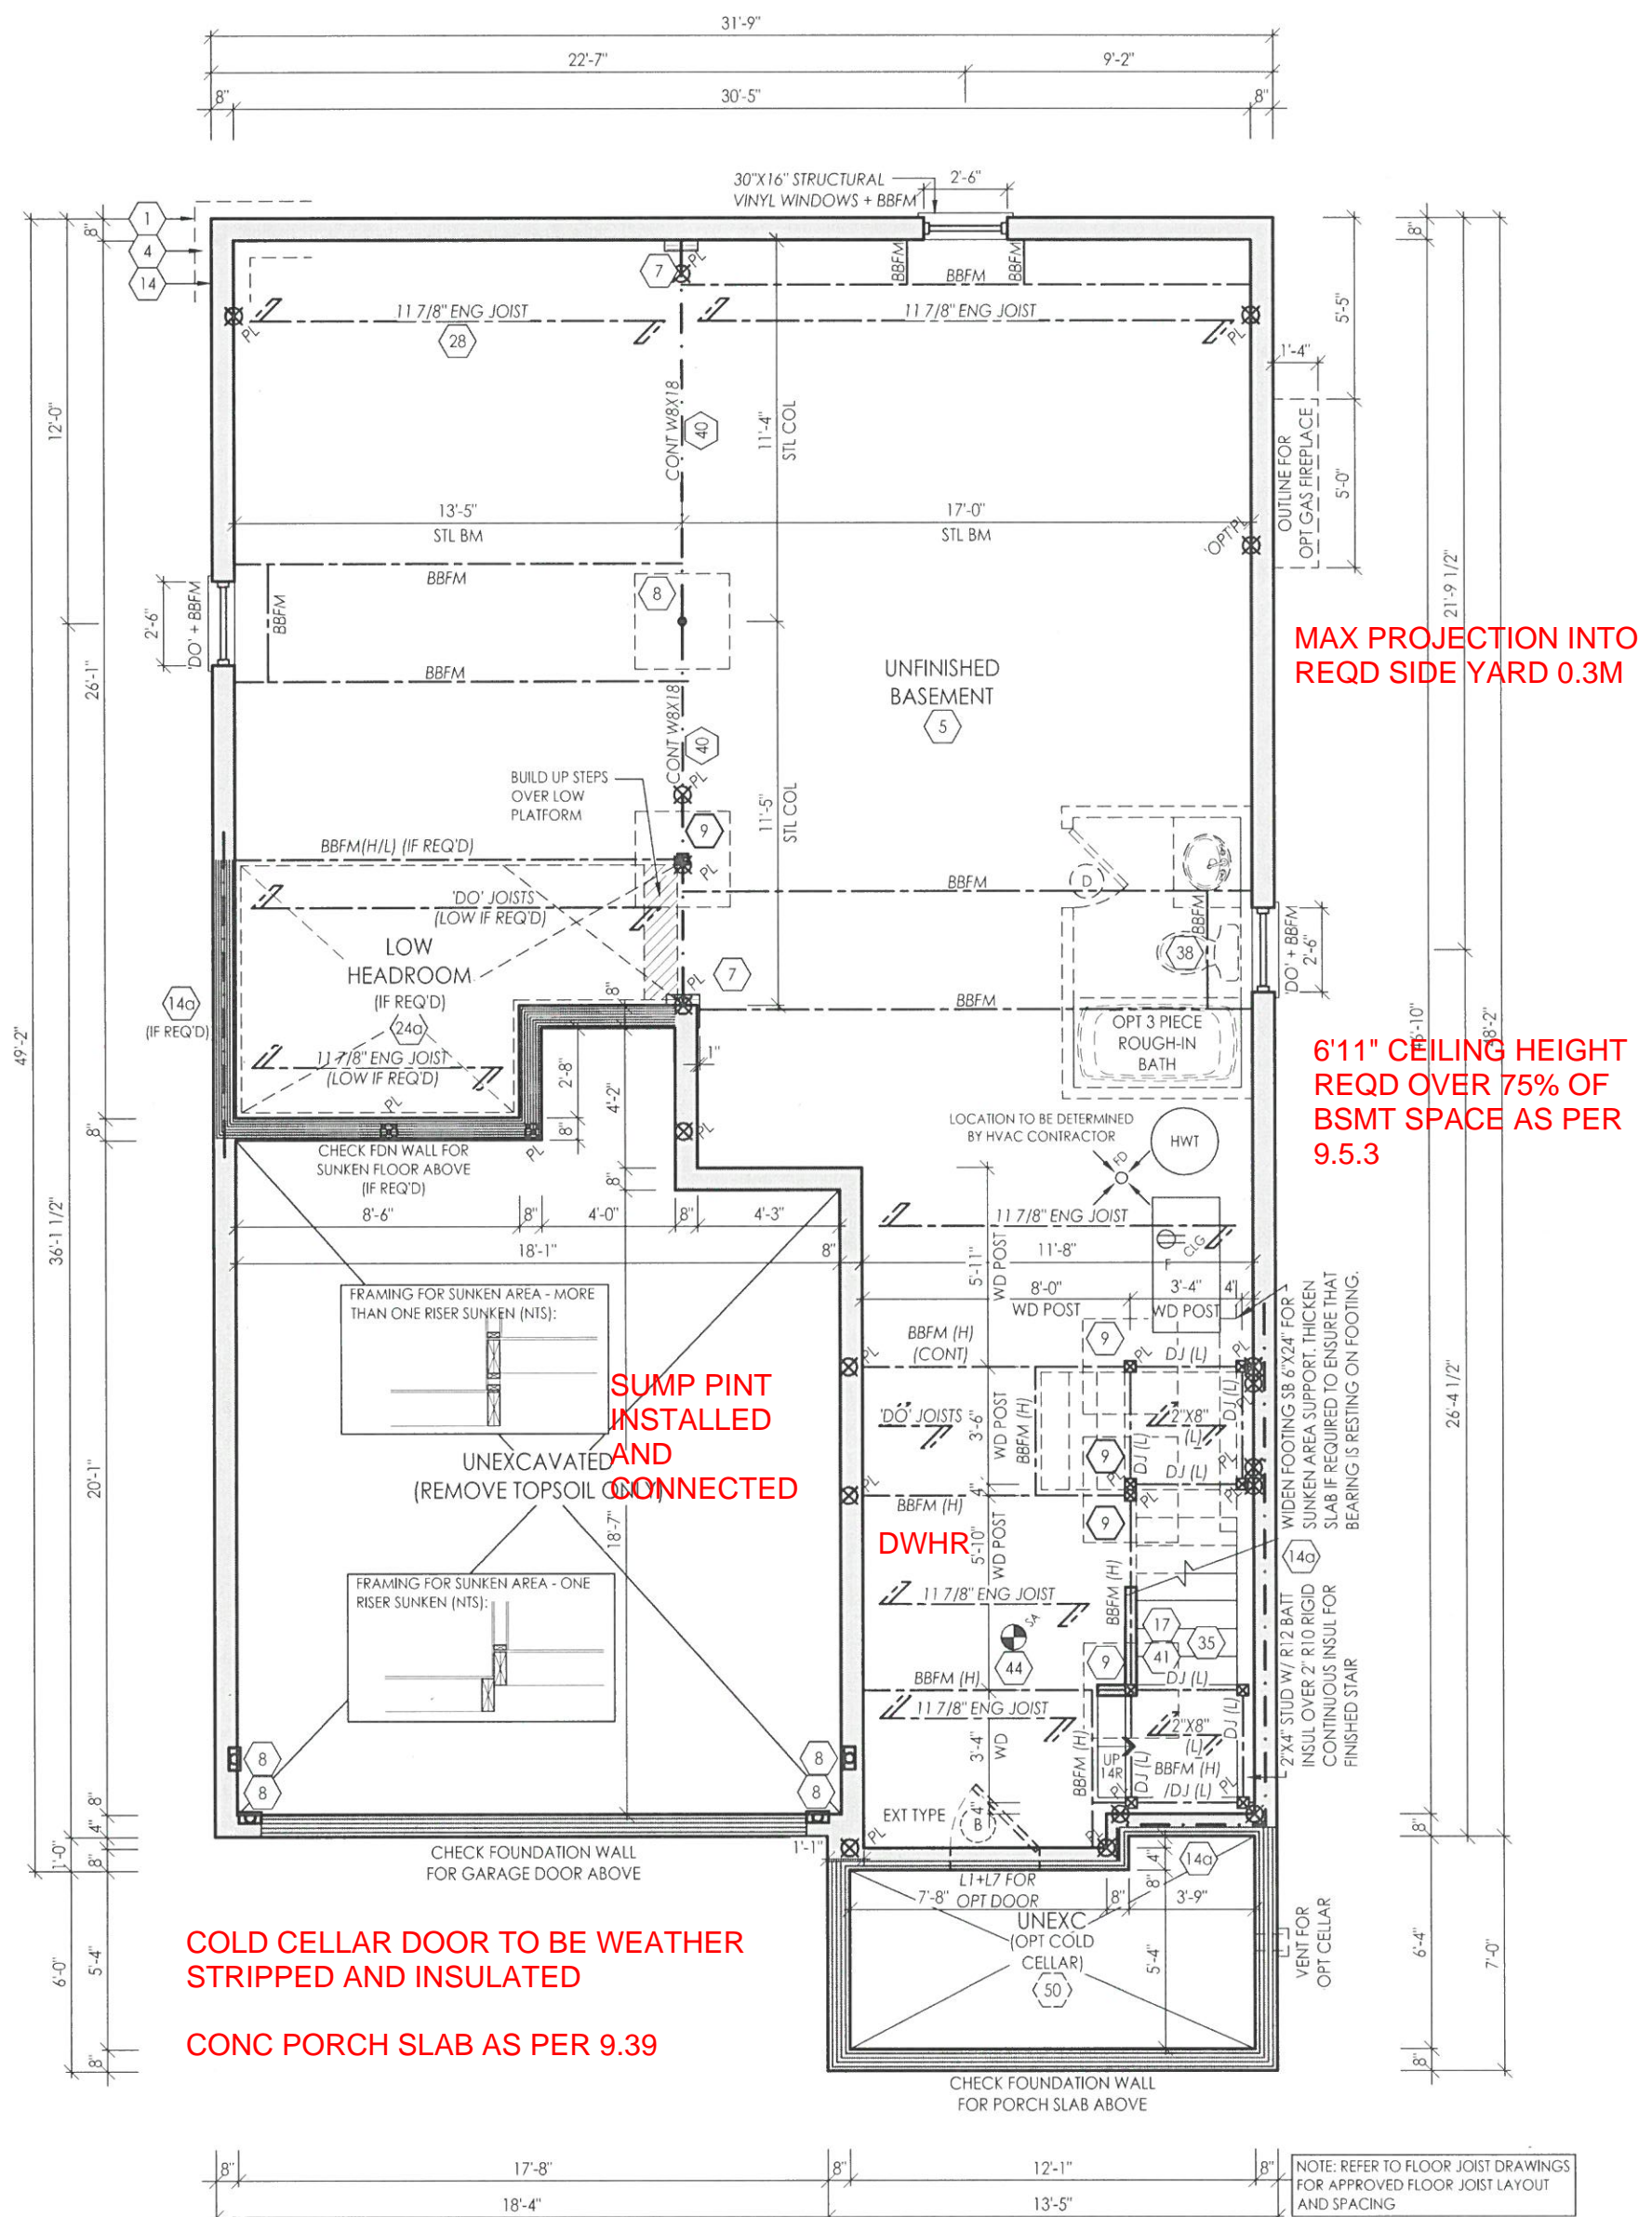 31'-9"
22'-7"
9'-2"
8"
30'-5"
8"
30"X16" STRUCTURAL
VINYL WINDOWS + BBFM
2'-6"
1
4
14
8"
8"
7
PL
BBFM
BBFM
BBFM
11 7/8" ENG JOIST
11 7/8" ENG JOIST
PL
PL
28
5'-5"
1'-4"
12'-0"
CONT W8X18
40
11'-4"
STL COL
OUTLINE FOR
OPT GAS FIREPLACE
5'-0"
13'-5"
STL BM
17'-0"
STL BM
'OPT'PL
BBFM
2'-6"
'DO' + BBFM
BBFM
8
21'-9 1/2"
MAX PROJECTION INTO
REQD SIDE YARD 0.3M
UNFINISHED
BASEMENT
5
26'-1"
BBFM
CONT W8X18
40
PL
BUILD UP STEPS
OVER LOW
PLATFORM
11'-5"
STL COL
9
BBFM(H/L) (IF REQ'D)
PL
'DO' JOISTS
(LOW IF REQ'D)
BBFM
D
BBFM
38
'DO' + BBFM
2'-6"
LOW
HEADROOM
(IF REQ'D)
24a
7
PL
14a
(IF REQ'D)
8"
BBFM
49'-2"
11 7/8" ENG JOIST
(LOW IF REQ'D)
PL
2'-8"
4'-2"
1"
OPT 3 PIECE
ROUGH-IN
BATH
48'-2"
6'11" CEILING HEIGHT
REQD OVER 75% OF
BSMT SPACE AS PER
9.5.3
8"
8"
PL
PL
CHECK FDN WALL FOR
SUNKEN FLOOR ABOVE
(IF REQ'D)
8"
LOCATION TO BE DETERMINED
BY HVAC CONTRACTOR
FD
HWT
36'-1 1/2"
8'-6"
8"
4'-0"
8"
4'-3"
11 7/8" ENG JOIST
CLG
F
18'-1"
8"
11'-8"
5'-11"
WD POST
8'-0"
WD POST
3'-4"
WD POST
4"
FRAMING FOR SUNKEN AREA - MORE
THAN ONE RISER SUNKEN (NTS):
WIDEN FOOTING SB 6"X24" FOR
SUNKEN AREA SUPPORT. THICKEN
SLAB IF REQUIRED TO ENSURE THAT
BEARING IS RESTING ON FOOTING.
BBFM (H)
(CONT)
9
PL
PL
DJ (L)
PL
SUMP PINT
INSTALLED
AND
CONNECTED
'DO' JOISTS
3'-6"
WD POST
BBFM (H)
2"X8"
(L)
DJ (L)
26'-4 1/2"
UNEXCAVATED
(REMOVE TOPSOIL ONLY)
20'-1"
9
DJ (L)
DJ (L)
PL
PL
PL
PL
BBFM (H)
4"
PL
9
18'-7"
DWHR
5'-10"
WD POST
14a
FRAMING FOR SUNKEN AREA - ONE
RISER SUNKEN (NTS):
11 7/8" ENG JOIST
BBFM (H)
SA
44
17
41
35
9
2"X4" STUD W/ R12 BATT
INSUL OVER 2" R10 RIGID
CONTINUOUS INSUL FOR
FINISHED STAIR
BBFM (H)
DJ (L)
11 7/8" ENG JOIST
3'-4"
WD
BBFM (H)
2"X8"
(L)
DJ (L)
8
8
8
8
UP
14R
DJ (L)
BBFM (H)
/DJ (L)
PL
PL
EXT TYPE
4"
B
8"
4"
8"
1'-0"
8"
CHECK FOUNDATION WALL
FOR GARAGE DOOR ABOVE
1'-1"
PL
PL
14a
L1+L7 FOR
OPT DOOR
7'-8"
8"
3'-9"
4"
8"
UNEXC
(OPT COLD
CELLAR)
50
5'-4"
VENT FOR
OPT CELLAR
6'-4"
7'-0"
6'-0"
5'-4"
COLD CELLAR DOOR TO BE WEATHER
STRIPPED AND INSULATED
CONC PORCH SLAB AS PER 9.39
8"
8"
CHECK FOUNDATION WALL
FOR PORCH SLAB ABOVE
8"
17'-8"
8"
12'-1"
8"
18'-4"
13'-5"
NOTE: REFER TO FLOOR JOIST DRAWINGS
FOR APPROVED FLOOR JOIST LAYOUT
AND SPACING